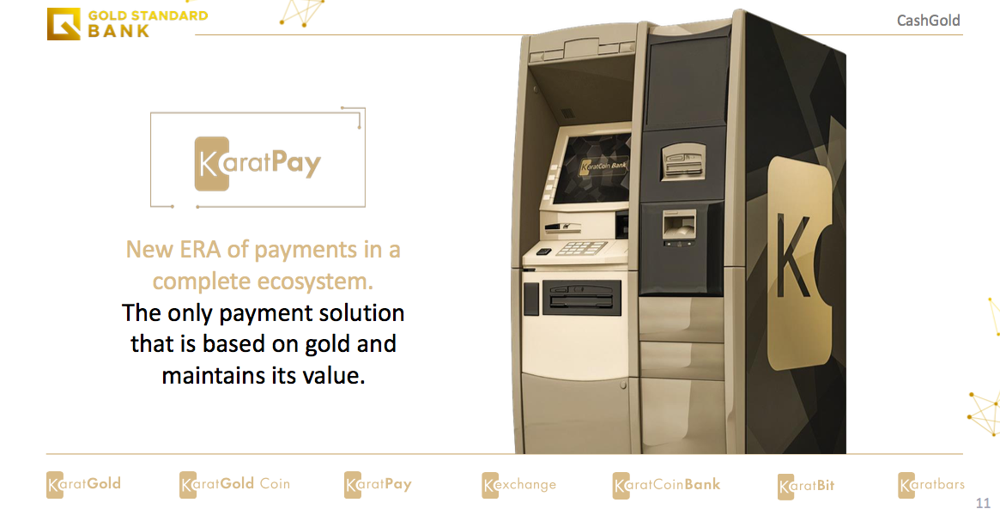 GOLD STANDARD
BANK
CashGold
KaratPay
KaratCoin Bank
K
New ERA of payments in a
complete ecosystem.
The only payment solution
that is based on gold and
maintains its value.
KaratGold
KaratGold Coin
KaratPay
Kexchange
KaratCoinBank
KaratBit
Karatbars
11